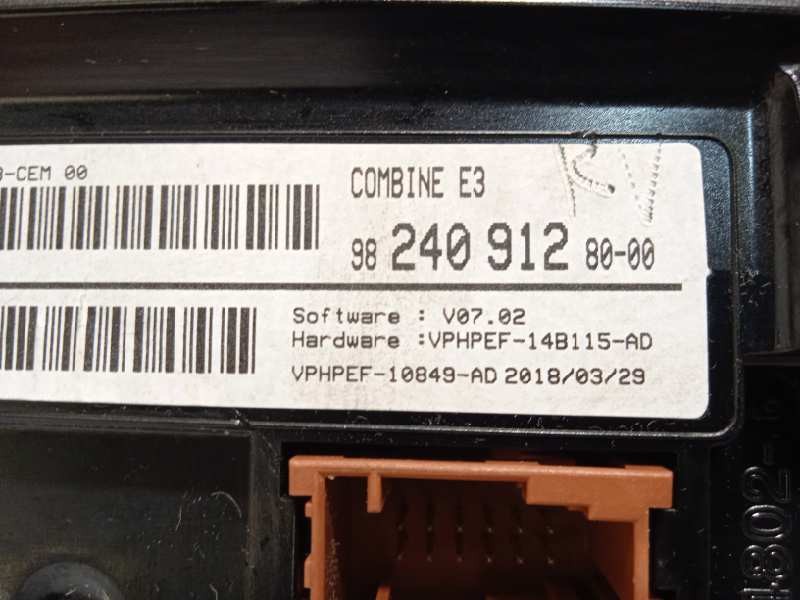 3-CEM 00
COMBINE E3
98 240 912 80-00
Software : V07.02
Hardware :VPHPEF-14B115-AD
VPHPEF-10849-AD 2018/03/29